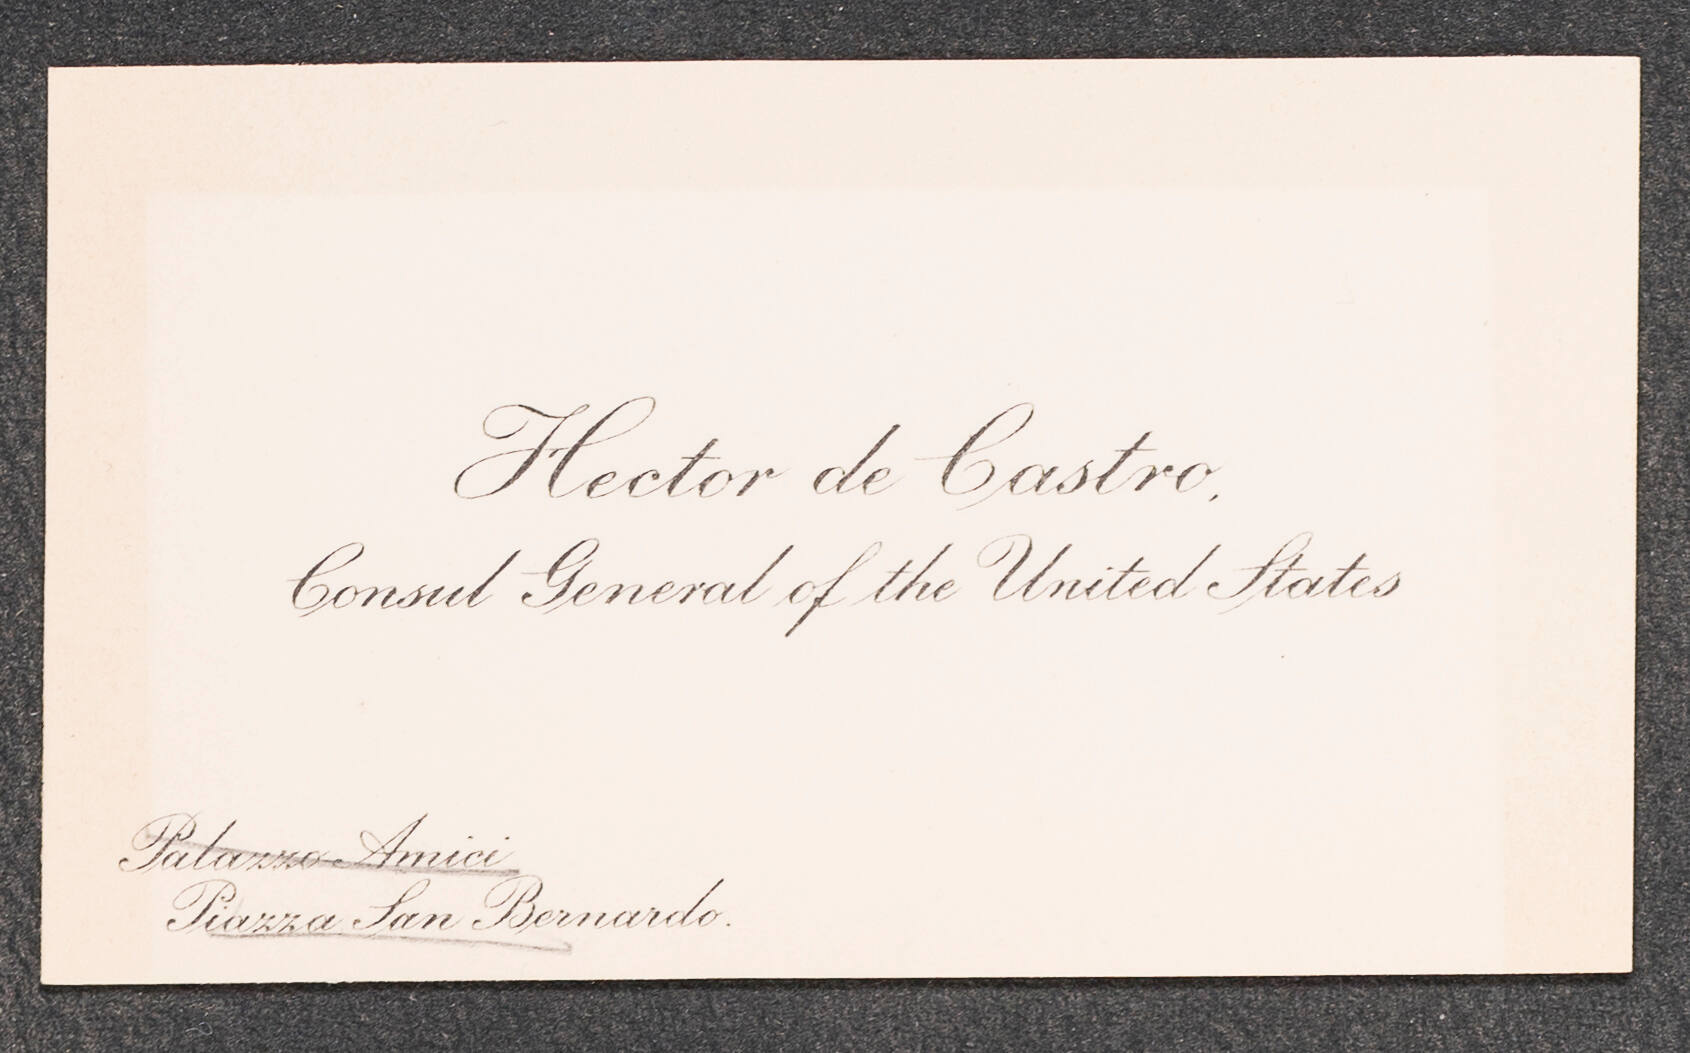 Hector de Castro,
Consul General of the United States
Palazzo Amici
Piazza San Bernardo.